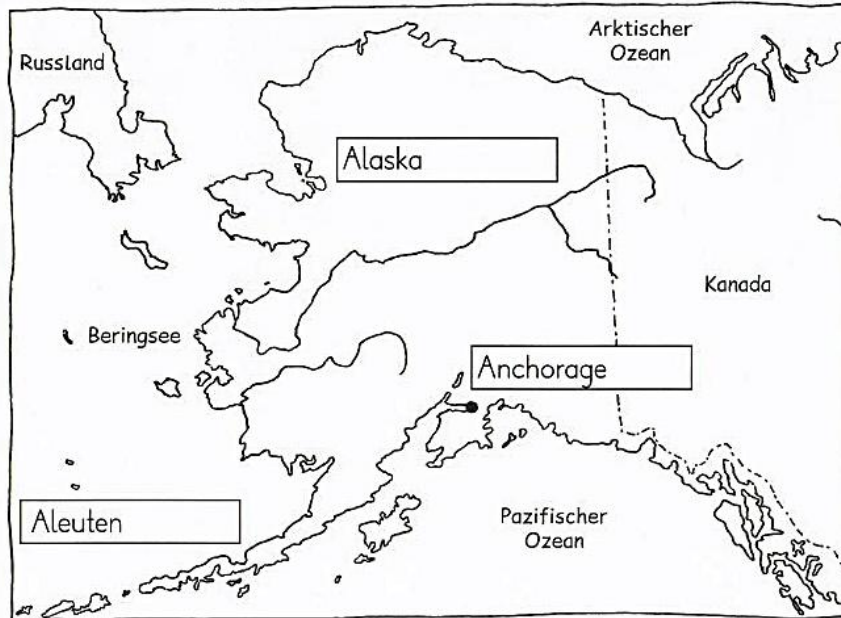 Arktischer
Ozean
Russland
Alaska
Kanada
Beringsee
Anchorage
Aleuten
Pazifischer
Ozean